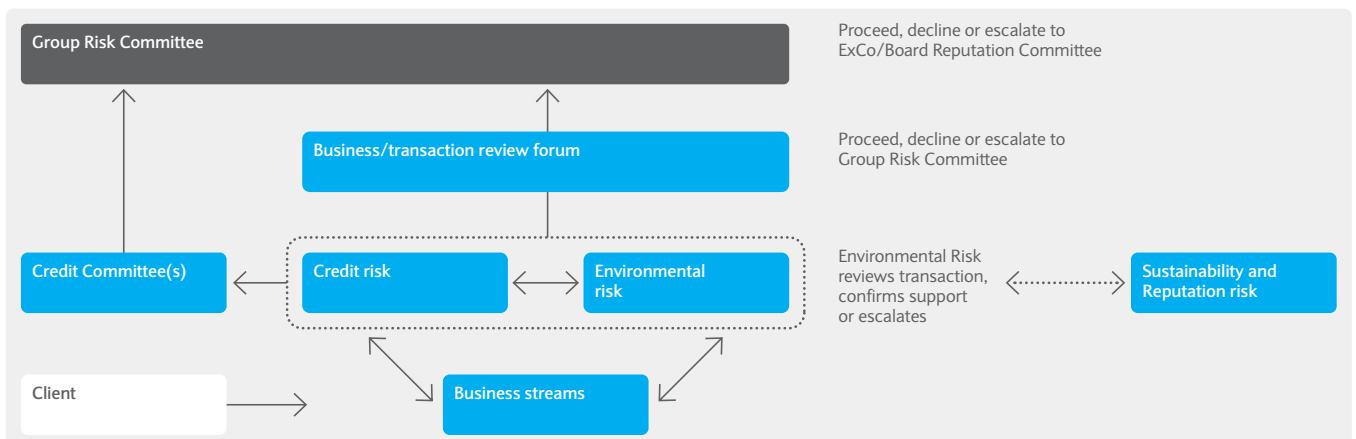 Group Risk Committee
Proceed, decline or escalate to
ExCo/Board Reputation Committee
Business/transaction review forum
Proceed, decline or escalate to
Group Risk Committee
Credit Committee(s)
Credit risk
Environmental
risk
Environmental Risk
reviews transaction,
confirms support
or escalates
Sustainability and
Reputation risk
Client
Business streams